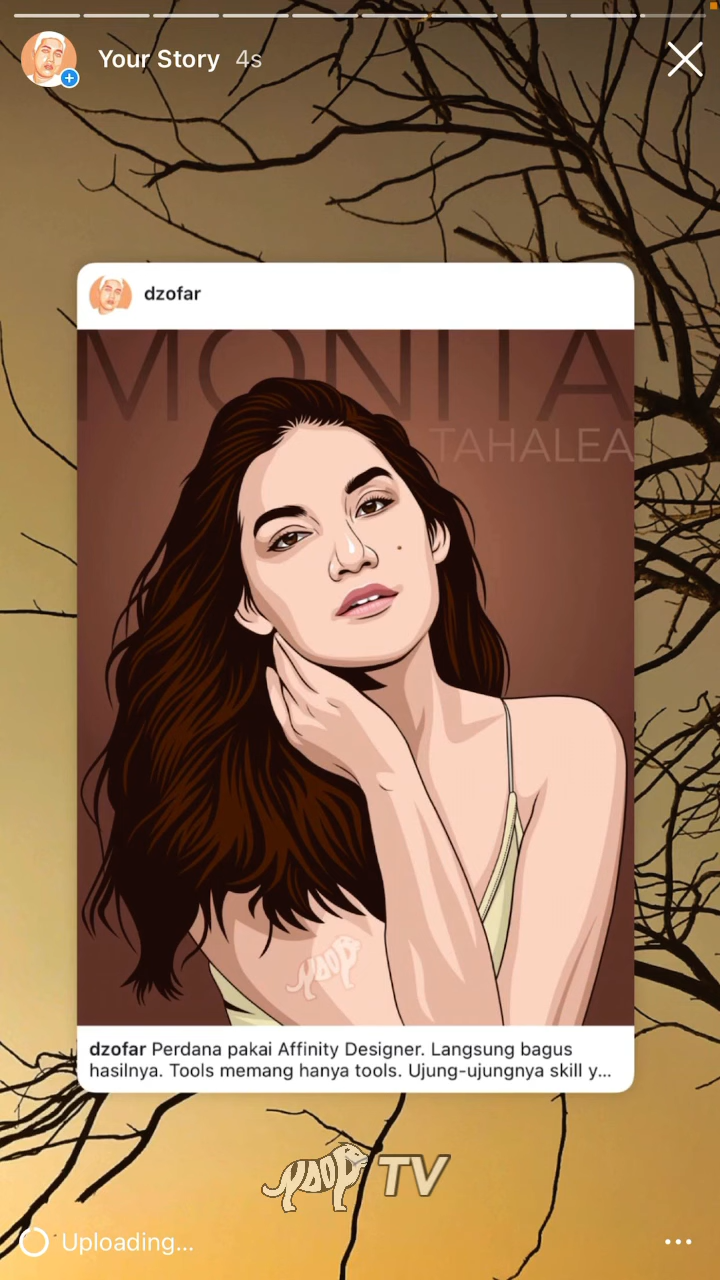 Your Story 4s
dzofar
MONITA
TAHALEA
dzofar Perdana pakai Affinity Designer. Langsung bagus
hasilnya. Tools memang hanya tools. Ujung-ujungnya skill y...
TV
Uploading...